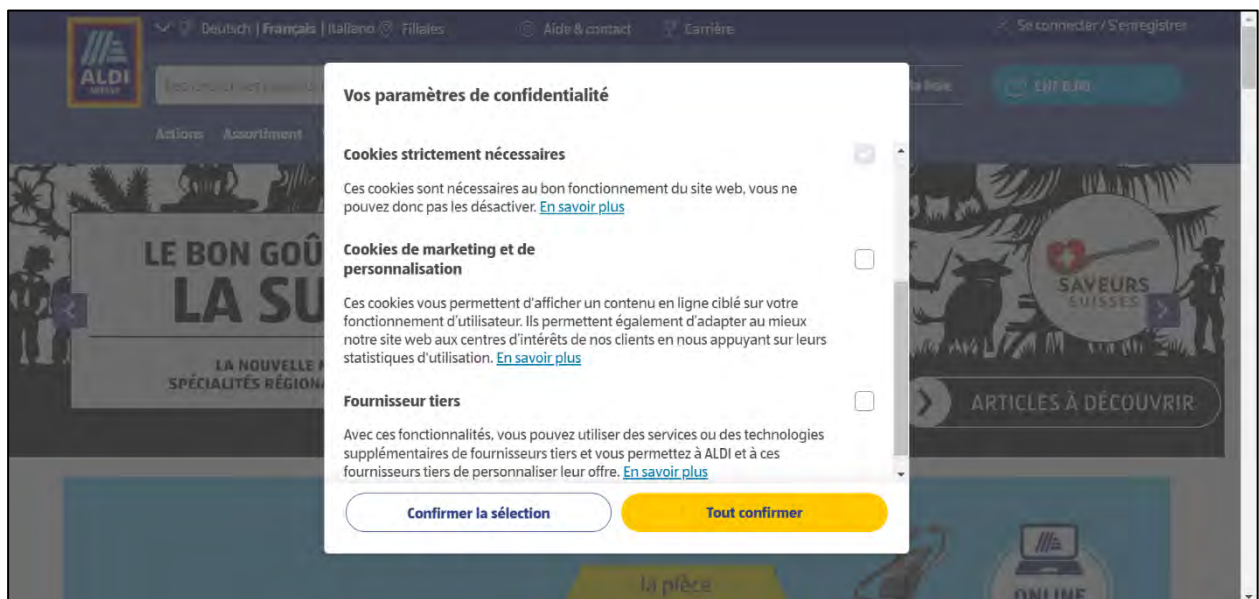 Deutsch | Français | Italiano
Filiales
Aide & contact
Carrière
Se connecter / S'enregistrer
ALDI
SUISSE
la liste
CHF 0.00
Actions
Assortiment
Vos paramètres de confidentialité
Cookies strictement nécessaires
Ces cookies sont nécessaires au bon fonctionnement du site web, vous ne
pouvez donc pas les désactiver. En savoir plus
Cookies de marketing et de
personnalisation
Ces cookies vous permettent d'afficher un contenu en ligne ciblé sur votre
fonctionnement d'utilisateur. Ils permettent également d'adapter au mieux
notre site web aux centres d'intérêts de nos clients en nous appuyant sur leurs
statistiques d'utilisation. En savoir plus
Fournisseur tiers
Avec ces fonctionnalités, vous pouvez utiliser des services ou des technologies
supplémentaires de fournisseurs tiers et vous permettez à ALDI et à ces
fournisseurs tiers de personnaliser leur offre. En savoir plus
Confirmer la sélection
Tout confirmer
LE BON GOÛ
LA SU
LA NOUVELLE
SPÉCIALITÉS RÉGION
SAVEURS
SUISSES
ARTICLES À DÉCOUVRIR
la pièce
ONLINE